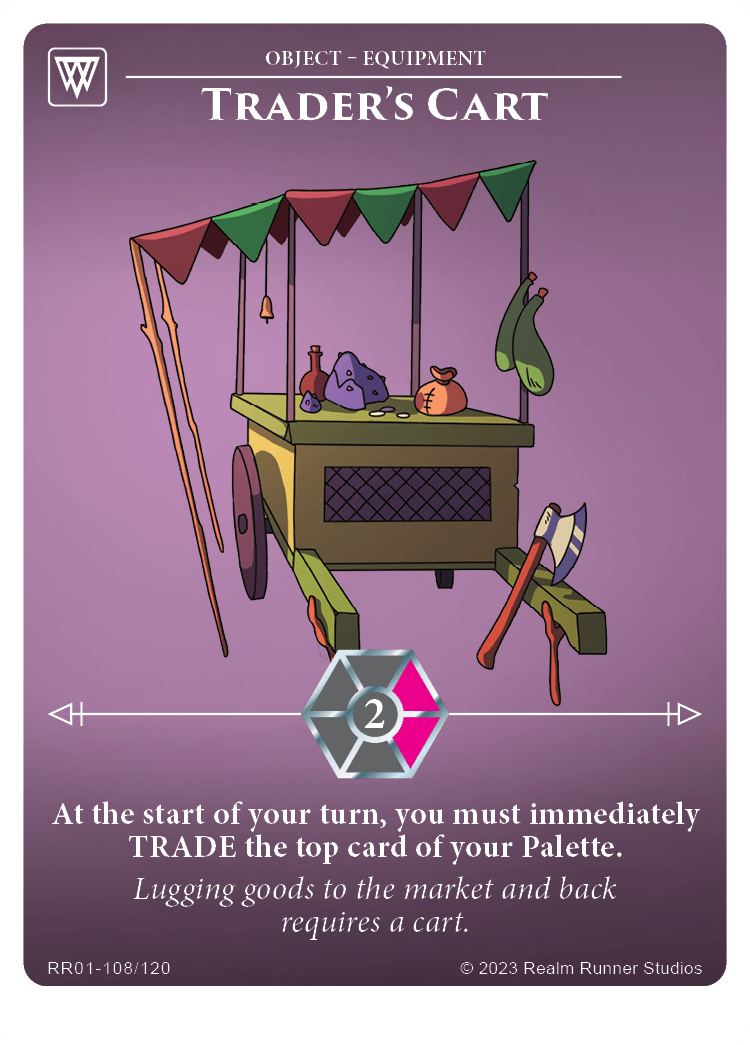 OBJECT – EQUIPMENT
TRADER’S CART
2
At the start of your turn, you must immediately
TRADE the top card of your Palette.
Lugging goods to the market and back
requires a cart.
RR01-108/120
© 2023 Realm Runner Studios